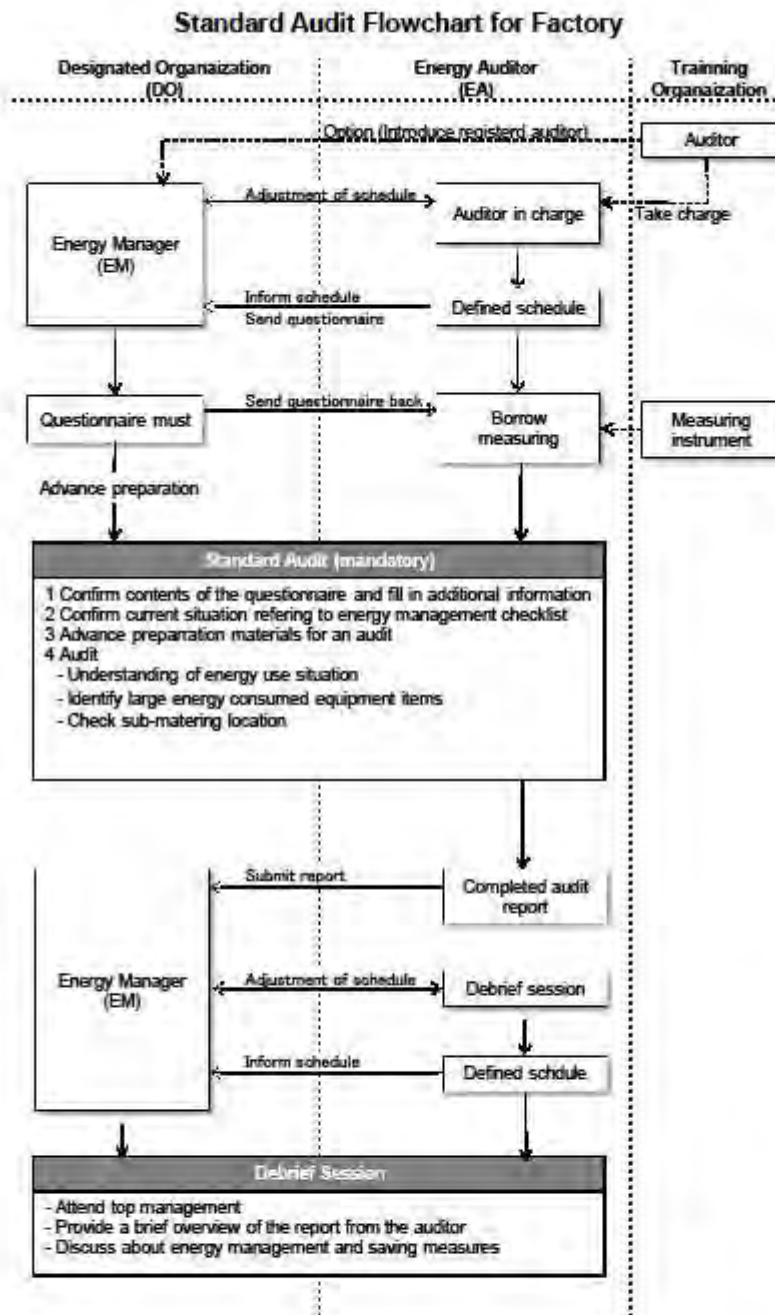 Standard Audit Flowchart for Factory
Designated Organaization
(DO)
Energy Auditor
(EA)
Trainning
Organaization
Option (Introduce registerd auditor)
Auditor
Adjustment of schedule
Auditor in charge
Take charge
Energy Manager
(EM)
Inform schedule
Send questionnaire
Defined schedule
Questionnaire must
Send questionnaire back
Borrow
measuring
Measuring
instrument
Advance preparation
Standard Audit (mandatory)
1 Confirm contents of the questionnaire and fill in additional information
2 Confirm current situation refering to energy management checklist
3 Advance preparration materials for an audit
4 Audit
- Understanding of energy use situation
- Identify large energy consumed equipment items
- Check sub-matering location
Submit report
Completed audit
report
Energy Manager
(EM)
Adjustment of schedule
Debrief session
Inform schedule
Defined schdule
Debrief Session
- Attend top management
- Provide a brief overview of the report from the auditor
- Discuss about energy management and saving measures